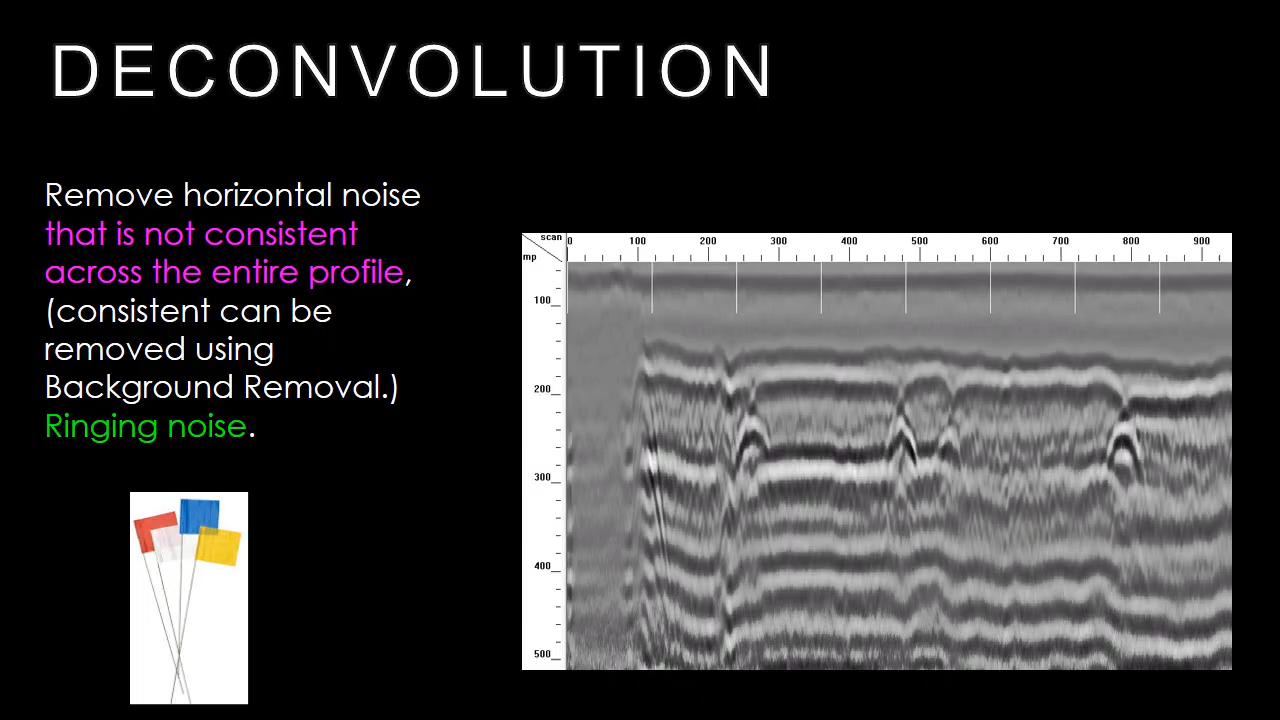 DECONVOLUTION
Remove horizontal noise
that is not consistent
across the entire profile,
(consistent can be
removed using
Background Removal.)
Ringing noise.
scan 0 100 200 300 400 500 600 700 800 900
mp
100
200
300
400
500